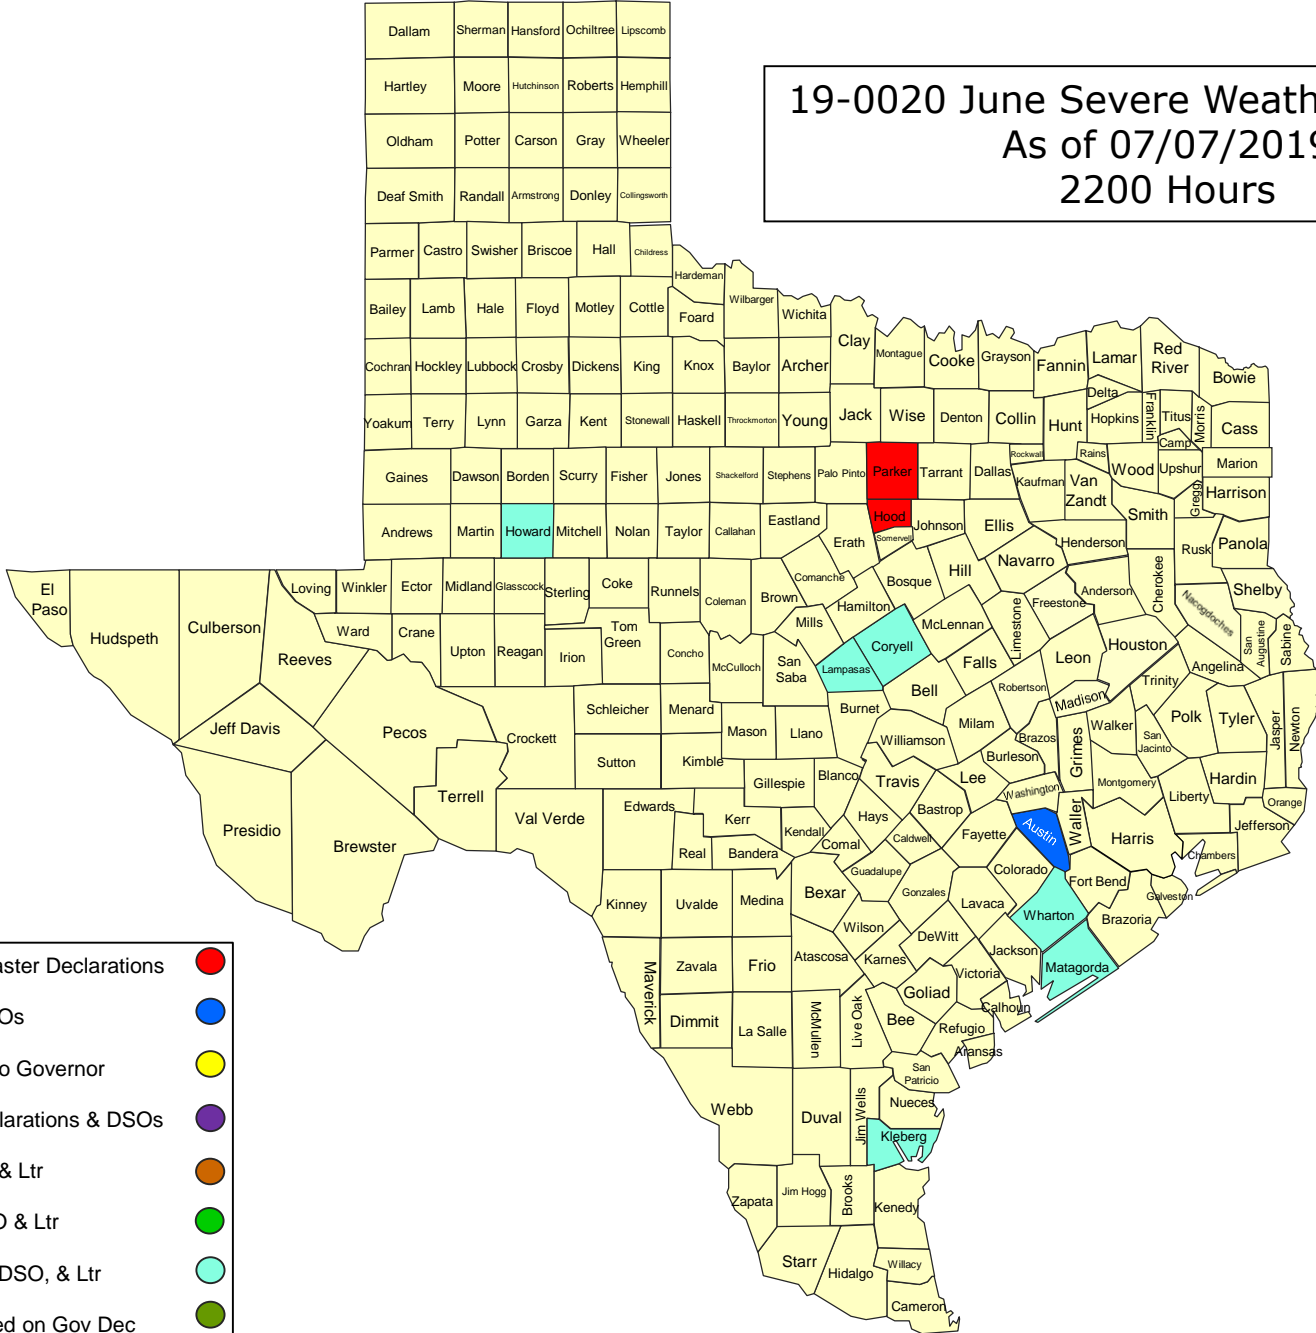 Dallam Sherman Hansford Ochiltree Lipscomb
Hartley Moore Hutchinson Roberts Hemphill
19-0020 June Severe Weath
As of 07/07/2019
2200 Hours
Oldham Potter Carson Gray Wheeler
Deaf Smith Randall Armstrong Donley Collingsworth
Parmer Castro Swisher Briscoe Hall Childress
Hardeman
Bailey Lamb Hale Floyd Motley Cottle Foard Wilbarger Wichita
Clay Montague Cooke Grayson Fannin Lamar Red
River Bowie
Cochran Hockley Lubbock Crosby Dickens King Knox Baylor Archer
Delta
Yoakum Terry Lynn Garza Kent Stonewall Haskell Throckmorton Young Jack Wise Denton Collin Hunt Hopkins Franklin Titus Morris Cass
Camp
Gaines Dawson Borden Scurry Fisher Jones Shackelford Stephens Palo Pinto Parker Tarrant Dallas Rockwall Kaufman Rains Van
Zandt Wood Upshur Gregg Marion
Harrison
Andrews Martin Howard Mitchell Nolan Taylor Callahan Eastland Erath Hood Somervell Johnson Ellis Henderson Smith Rusk Panola
El
Paso Hudspeth Culberson Loving Winkler Ector Midland Glasscock Sterling Coke Runnels Coleman Brown Comanche Bosque Hill Navarro Freestone Anderson Cherokee Nacogdoches Shelby
Reeves Ward Crane Upton Reagan Irion Tom
Green Concho McCulloch San
Saba Mills Hamilton Lampasas Coryell McLennan Limestone Falls Leon Houston Angelina San
Augustine Sabine
Jeff Davis Pecos Crockett Schleicher Menard Mason Llano Burnet Bell Milam Robertson Madison Trinity Polk Tyler Jasper Newton
Presidio Brewster Terrell Val Verde Sutton Kimble Gillespie Blanco Williamson Travis Lee Burleson Brazos Grimes Walker San
Jacinto Montgomery Liberty Hardin Orange
Edwards Kerr Kendall Real Bandera Comal Hays Caldwell Bastrop Fayette Washington Austin Waller Harris Chambers Jefferson
Kinney Uvalde Medina Bexar Guadalupe Gonzales Lavaca Colorado Fort Bend Galveston
Wilson Wharton Brazoria
Maverick Zavala Frio Atascosa Karnes DeWitt Jackson Victoria Matagorda
Dimmit La Salle McMullen Live Oak Bee Goliad Calhoun Refugio Aransas
San
Patricio
Webb Duval Jim Wells Nueces
Kleberg
Zapata Jim Hogg Brooks Kenedy
Starr Hidalgo Willacy
Cameron
aster Declarations
Os
o Governor
larations & DSOs
& Ltr
O & Ltr
DSO, & Ltr
ed on Gov Dec